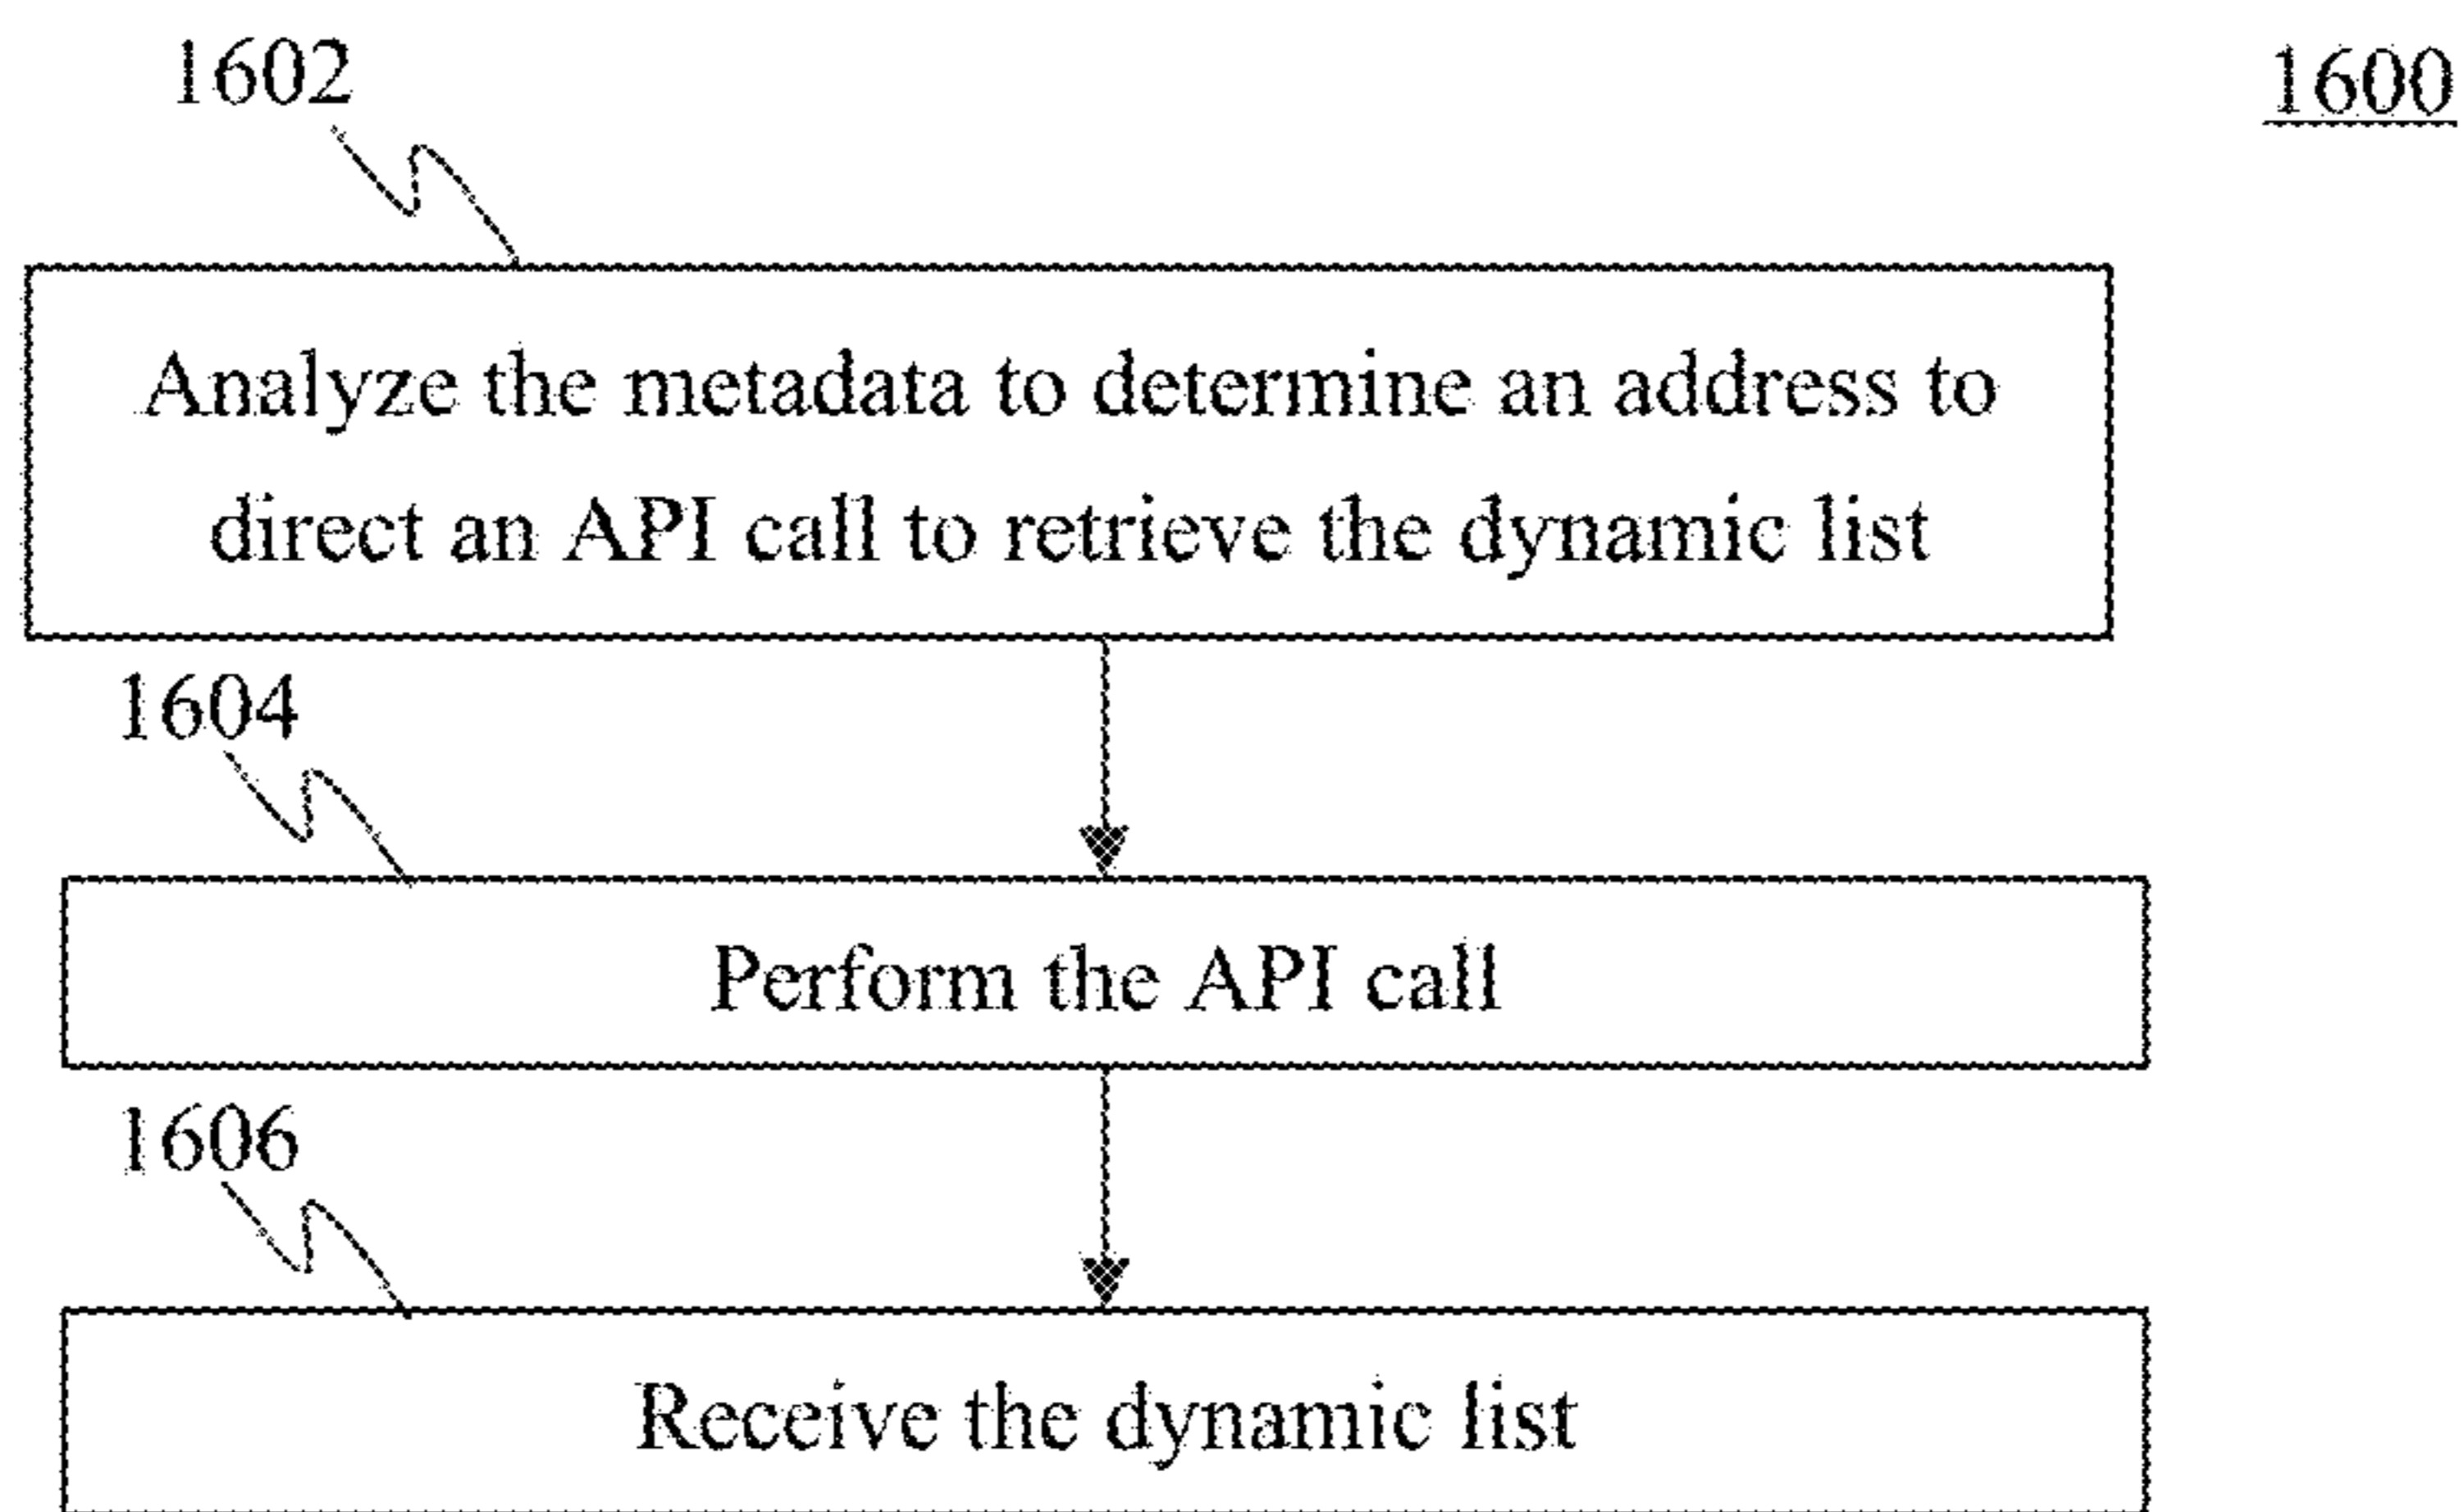 1602
1600
Analyze the metadata to determine an address to
direct an API call to retrieve the dynamic list
1604
Perform the API call
1606
Receive the dynamic list